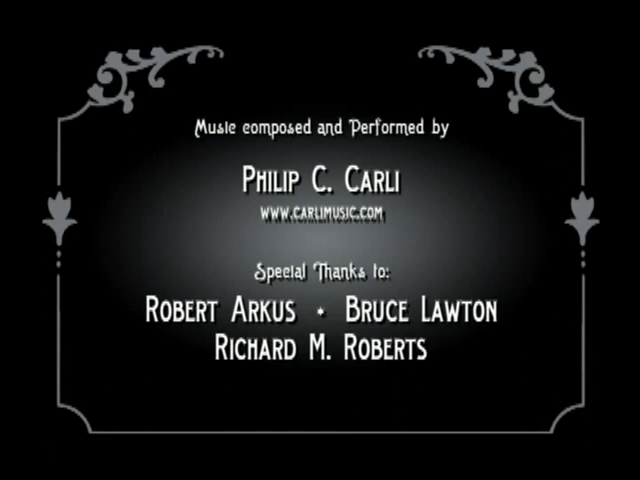 Music composed and Performed by
PHILIP C. CARLI
WWW.CARLIMUSIC.COM
Special Thanks to:
ROBERT ARKUS • BRUCE LAWTON
RICHARD M. ROBERTS